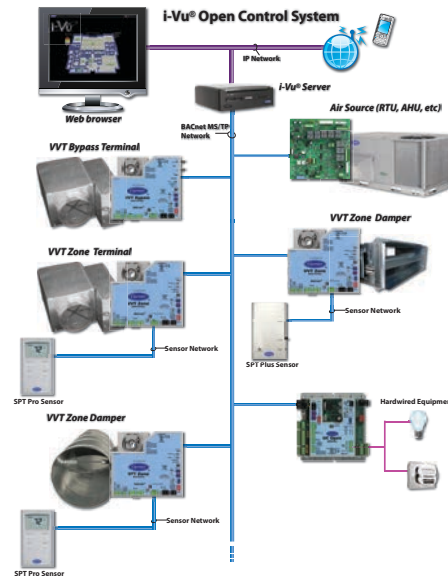 i-Vu® Open Control System
i-Vu
IP Network
Web browser
i-Vu® Server
BACnet MS/TP
Network
Air Source (RTU, AHU, etc)
VVT Bypass Terminal
VVT Zone Damper
VVT Zone Terminal
Sensor Network
SPT Plus Sensor
Sensor Network
SPT Pro Sensor
Hardwired Equipment
VVT Zone Damper
Sensor Network
SPT Pro Sensor